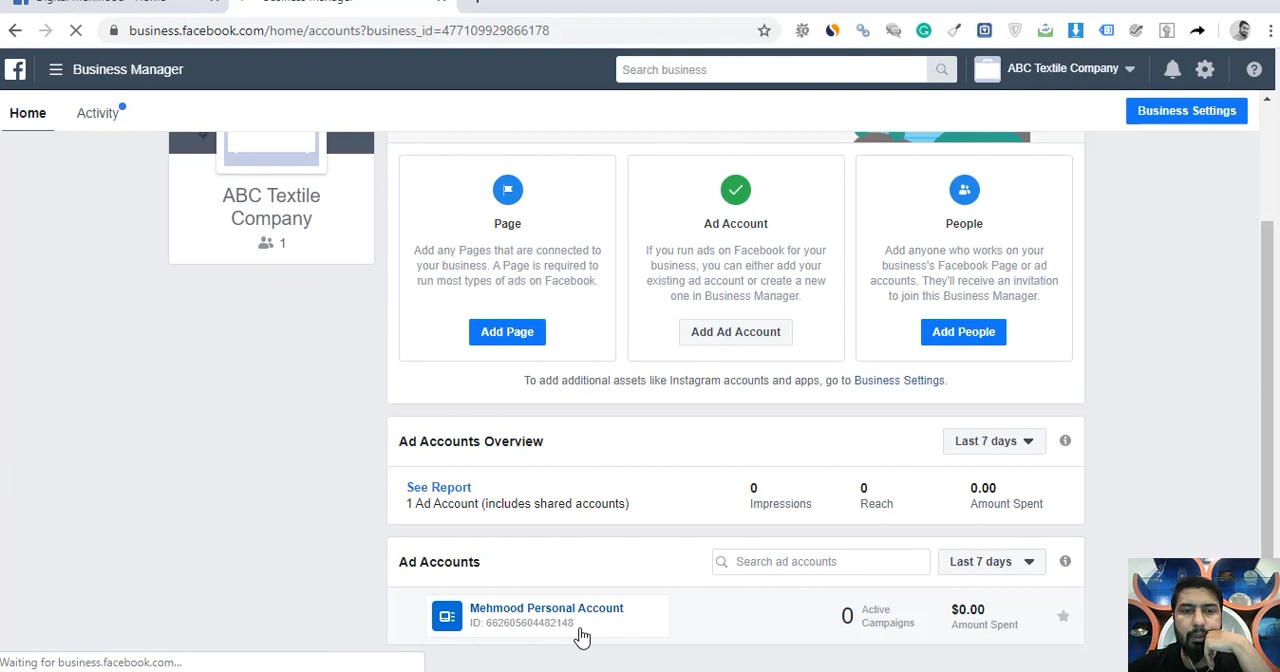 business.facebook.com/home/accounts?business_id=477109929866178
Business Manager
Search business
ABC Textile Company
Home
Activity
Business Settings
ABC Textile
Company
1
Page
Add any Pages that are connected to
your business. A Page is required to
run most types of ads on Facebook.
Add Page
Ad Account
If you run ads on Facebook for your
business, you can either add your
existing ad account or create a new
one in Business Manager.
Add Ad Account
People
Add anyone who works on your
business's Facebook Page or ad
accounts. They'll receive an invitation
to join this Business Manager.
Add People
To add additional assets like Instagram accounts and apps, go to Business Settings.
Ad Accounts Overview
Last 7 days
See Report
1 Ad Account (includes shared accounts)
0
Impressions
0
Reach
0.00
Amount Spent
Ad Accounts
Search ad accounts
Last 7 days
Mehmood Personal Account
ID: 662605604482148
0 Active
Campaigns
$0.00
Amount Spent
Waiting for business.facebook.com...